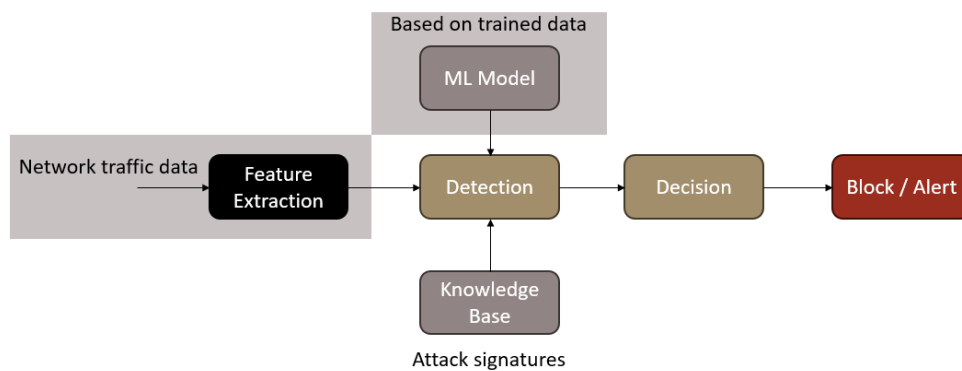 Based on trained data
ML Model
Network traffic data
Feature
Extraction
Detection
Decision
Block / Alert
Knowledge
Base
Attack signatures